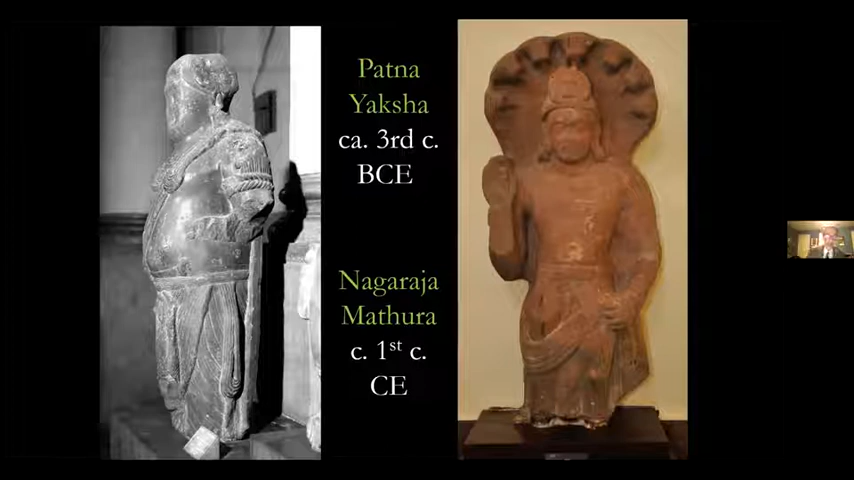 Patna
Yaksha
ca. 3rd c.
BCE
Nagaraja
Mathura
c. 1st c.
CE